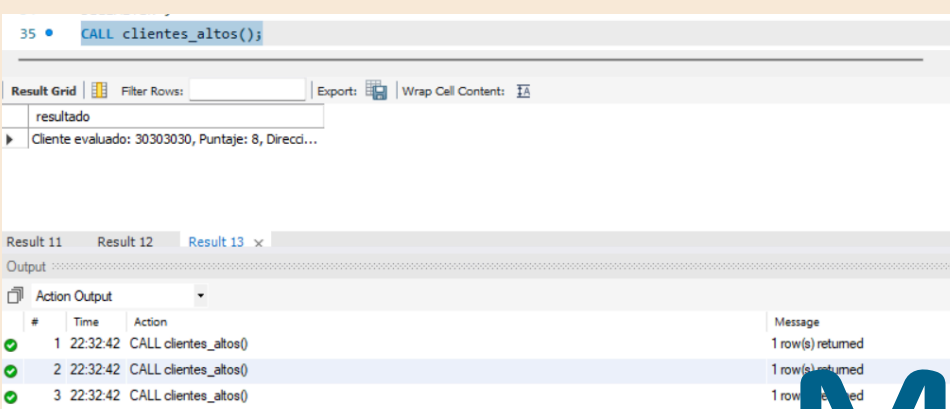 35 CALL clientes_altos();
Result Grid Filter Rows: Export: Wrap Cell Content:
resultado
Cliente evaluado: 30303030, Puntaje: 8, Direcci...
Result 11 Result 12 Result 13
Output
Action Output
# Time Action Message
1 22:32:42 CALL clientes_altos() 1 row(s) returned
2 22:32:42 CALL clientes_altos() 1 row(s) returned
3 22:32:42 CALL clientes_altos() 1